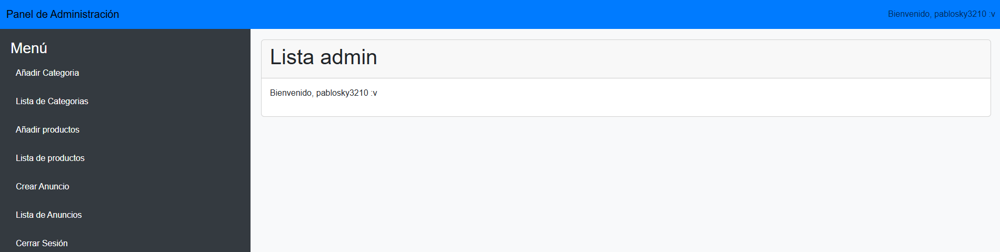 Panel de Administración
Bienvenido, pablosky3210 :v
Menú
Añadir Categoria
Lista de Categorias
Añadir productos
Lista de productos
Crear Anuncio
Lista de Anuncios
Cerrar Sesión
Lista admin
Bienvenido, pablosky3210 :v